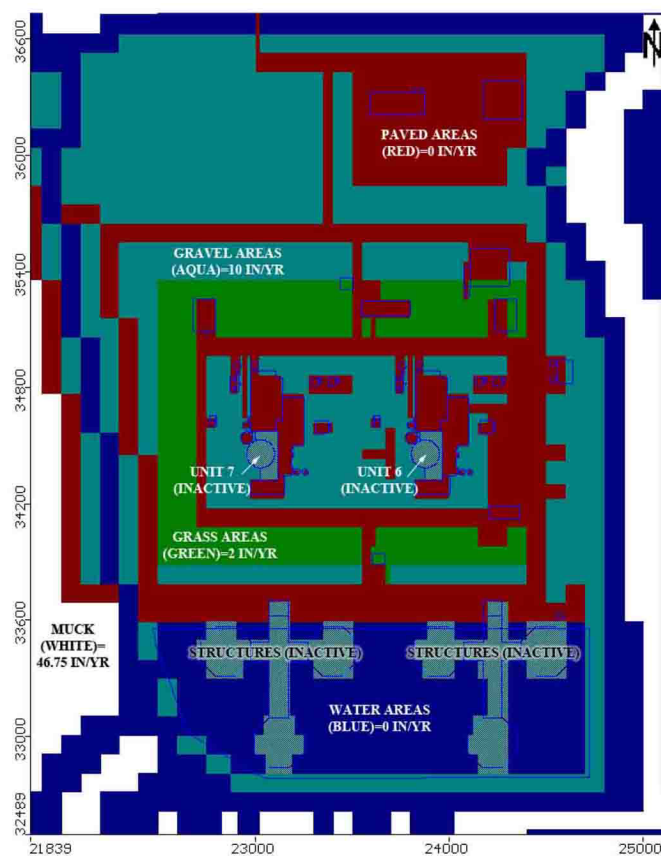 36600
N
PAVED AREAS
(RED)=0 IN/YR
36000
GRAVEL AREAS
(AQUA)=10 IN/YR
35400
34800
UNIT 7
(INACTIVE)
UNIT 6
(INACTIVE)
34200
GRASS AREAS
(GREEN)=2 IN/YR
33600
MUCK
(WHITE)=
46.75 IN/YR
STRUCTURES (INACTIVE)
STRUCTURES (INACTIVE)
WATER AREAS
(BLUE)=0 IN/YR
33000
32489
21839
23000
24000
25000